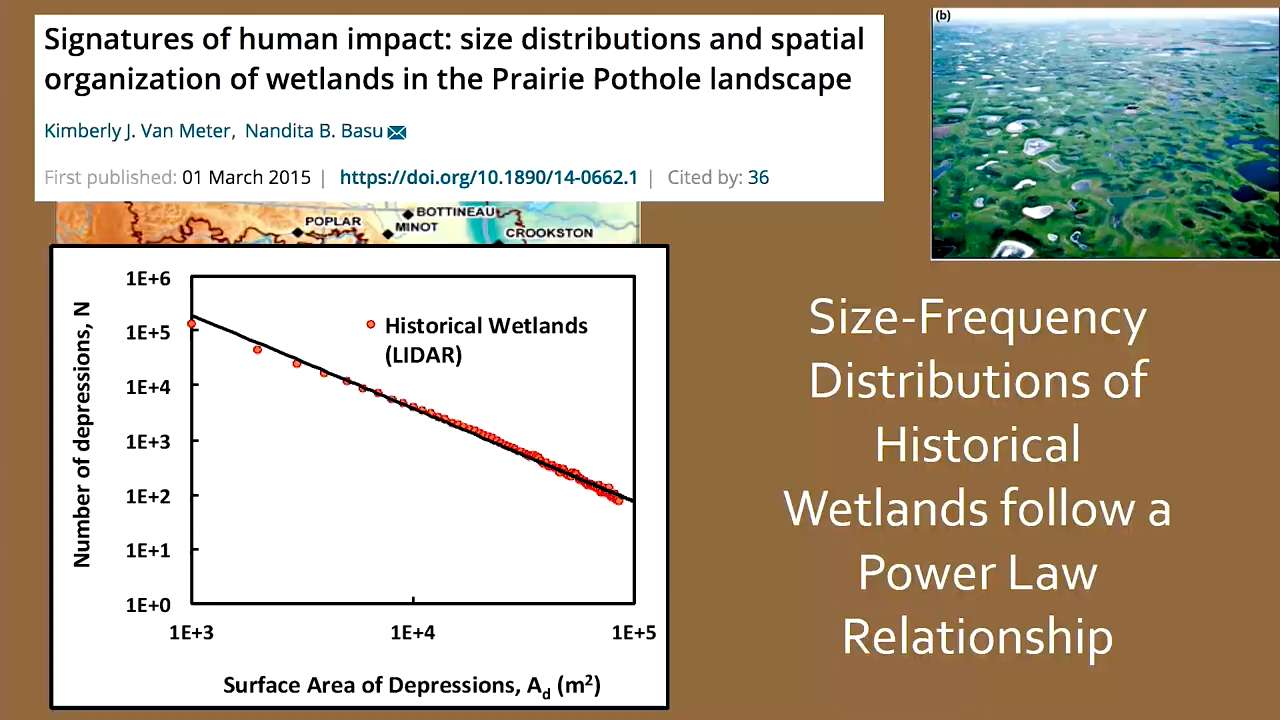 Signatures of human impact: size distributions and spatial
organization of wetlands in the Prairie Pothole landscape
Kimberly J. Van Meter, Nandita B. Basu
First published: 01 March 2015 | https://doi.org/10.1890/14-0662.1 | Cited by: 36
(b)
POPLAR
BOTTINEAU
MINOT
CROOKSTON
1E+6
1E+5
1E+4
1E+3
1E+2
1E+1
1E+0
Number of depressions, N
Historical Wetlands
(LIDAR)
1E+3 1E+4 1E+5
Surface Area of Depressions, A_d (m²)
Size-Frequency
Distributions of
Historical
Wetlands follow a
Power Law
Relationship